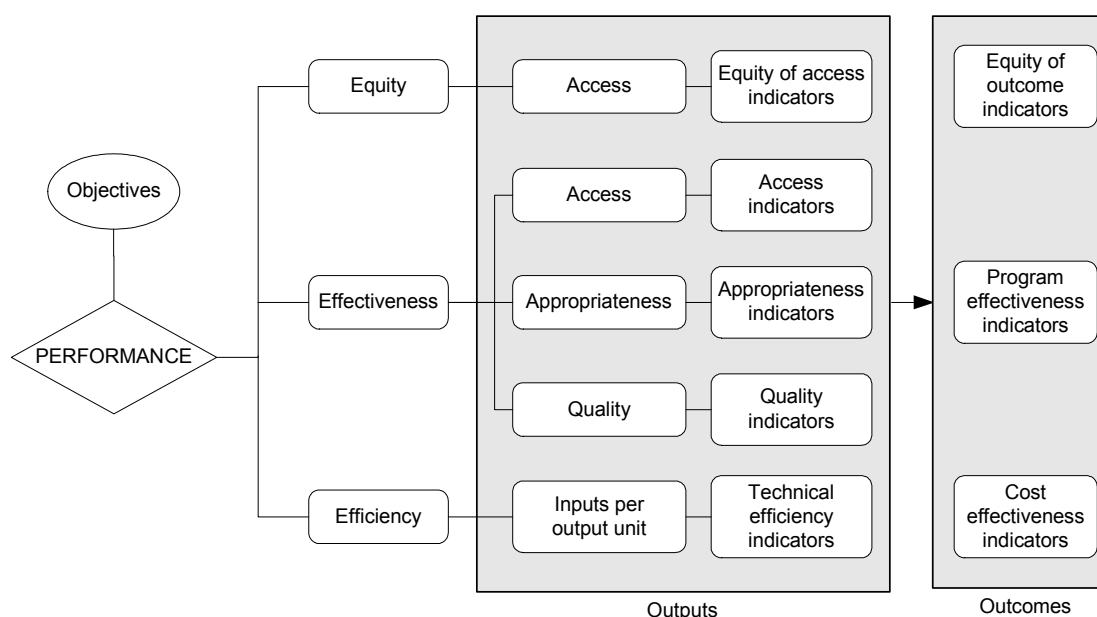 Objectives
PERFORMANCE
Equity
Effectiveness
Efficiency
Access
Equity of access
indicators
Access
Access
indicators
Appropriateness
Appropriateness
indicators
Quality
Quality
indicators
Inputs per
output unit
Technical
efficiency
indicators
Outputs
Equity of
outcome
indicators
Program
effectiveness
indicators
Cost
effectiveness
indicators
Outcomes